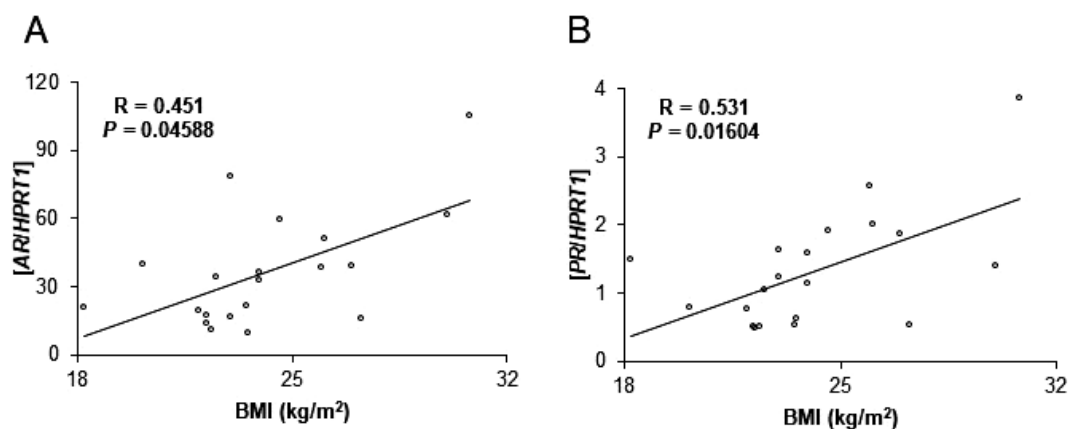 A
[AR/HPRT1]
120
90
60
30
0
R = 0.451
P = 0.04588
18
25
32
BMI (kg/m²)
B
[PR/HPRT1]
4
3
2
1
0
R = 0.531
P = 0.01604
18
25
32
BMI (kg/m²)